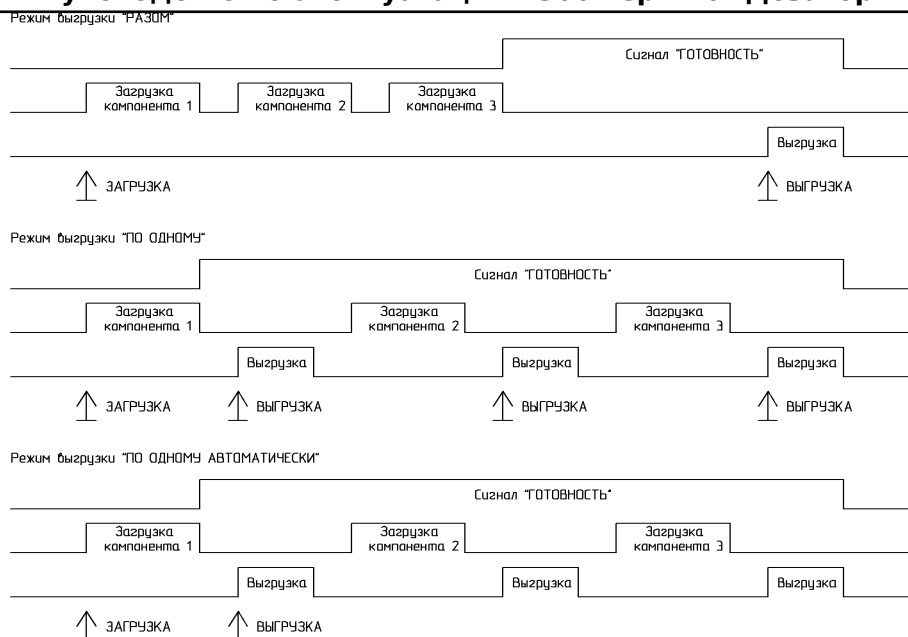 Режим выгрузки "РАЗОМ"
Сигнал "ГОТОВНОСТЬ"
Загрузка
компонента 1
Загрузка
компонента 2
Загрузка
компонента 3
Выгрузка
ЗАГРУЗКА
ВЫГРУЗКА
Режим выгрузки "ПО ОДНОМУ"
Сигнал "ГОТОВНОСТЬ"
Загрузка
компонента 1
Загрузка
компонента 2
Загрузка
компонента 3
Выгрузка
Выгрузка
Выгрузка
ЗАГРУЗКА
ВЫГРУЗКА
ВЫГРУЗКА
ВЫГРУЗКА
Режим выгрузки "ПО ОДНОМУ АВТОМАТИЧЕСКИ"
Сигнал "ГОТОВНОСТЬ"
Загрузка
компонента 1
Загрузка
компонента 2
Загрузка
компонента 3
Выгрузка
Выгрузка
Выгрузка
ЗАГРУЗКА
ВЫГРУЗКА